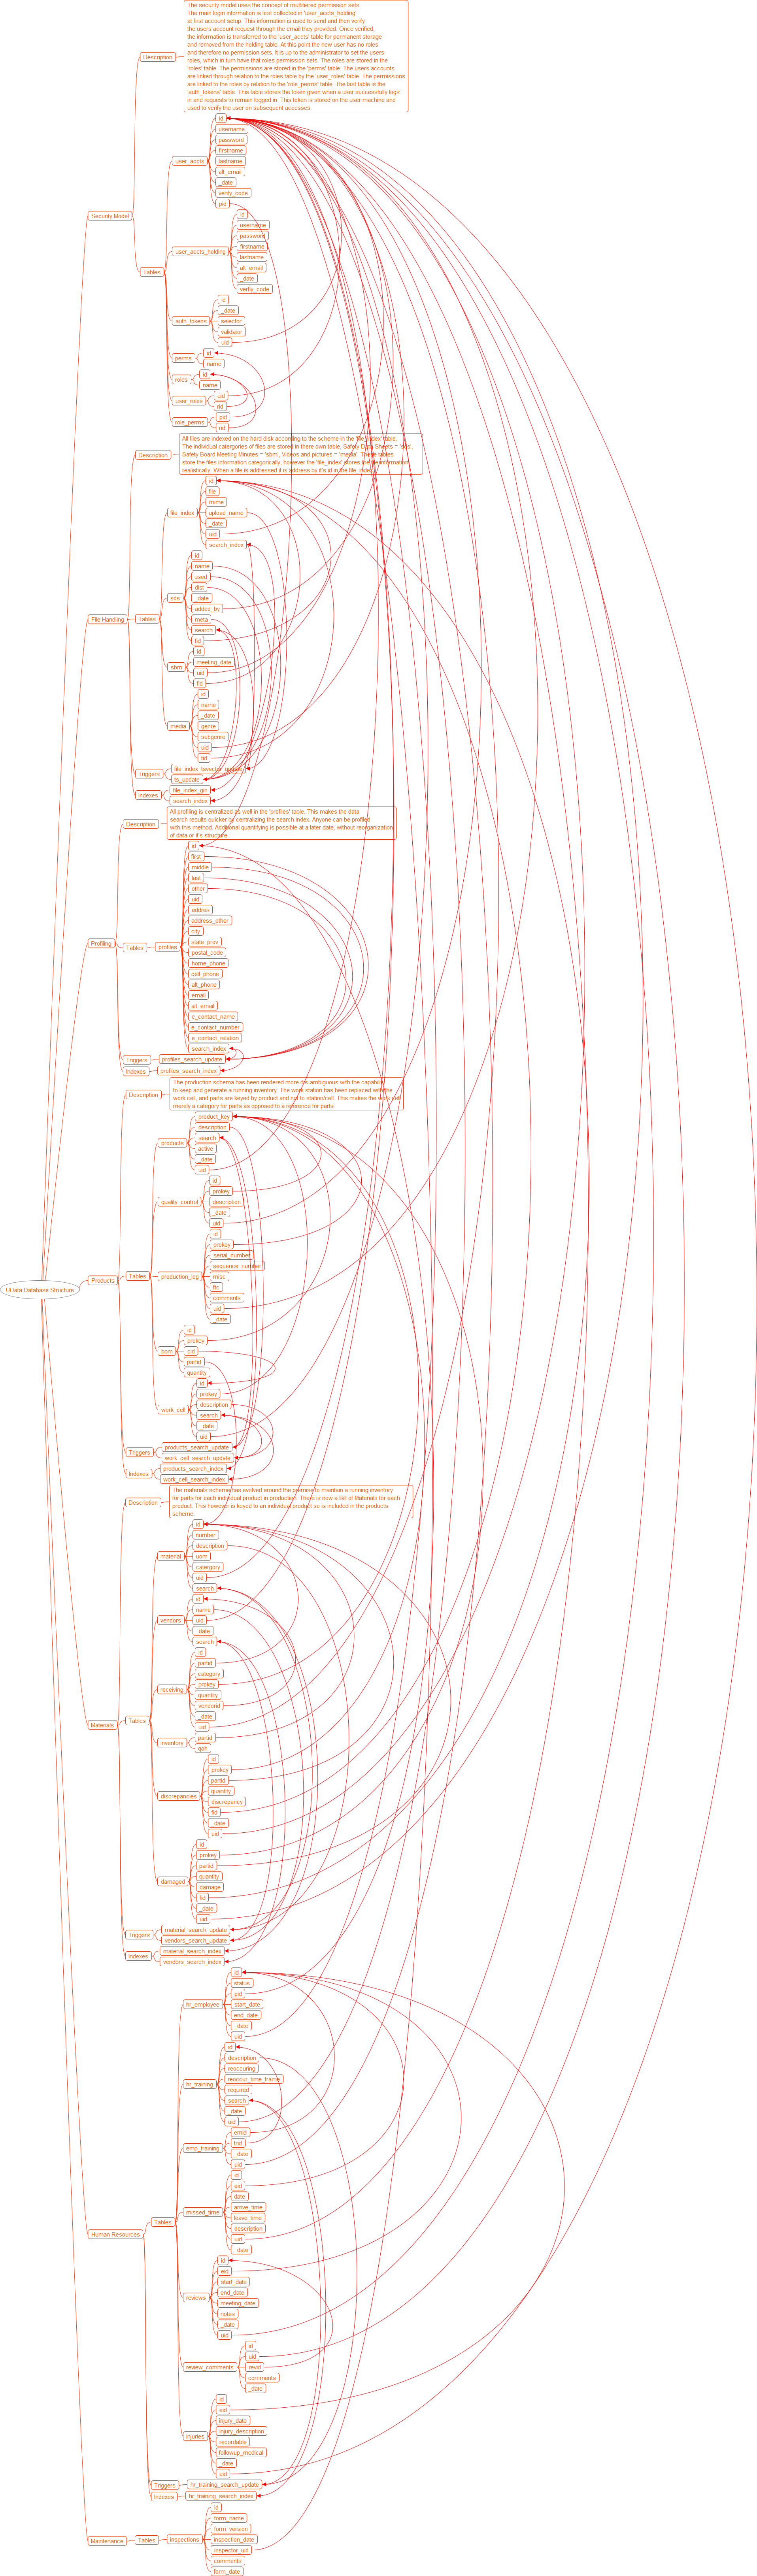 UData Database Structure
Security Model
Description
The security model uses the concept of multitiered permission sets.
The main login information is first collected in 'user_accts_holding'
at first account setup. This information is used to send and then verify
the users account request through the email they provided. Once verified,
the information is transferred to the 'user_accts' table for permanent storage
and removed from the holding table. At this point the new user has no roles
and therefore no permission sets. It is up to the administrator to set the users
roles, which in turn have that roles permission sets. The roles are stored in the
'roles' table. The permissions are stored in the 'perms' table. The users accounts
are linked through relation to the roles table by the 'user_roles' table. The permissions
are linked to the roles by relation to the 'role_perms' table. The last table is the
'auth_tokens' table. This table stores the token given when a user successfully logs
in and requests to remain logged in. This token is stored on the user machine and
used to verify the user on subsequent accesses.
Tables
user_accts
id
username
password
firstname
lastname
alt_email
_date
verify_code
pid
user_accts_holding
id
username
password
firstname
lastname
alt_email
_date
verfiy_code
auth_tokens
id
_date
selector
validator
uid
perms
id
name
roles
id
name
user_roles
uid
rid
role_perms
pid
rid
File Handling
Description
All files are indexed on the hard disk according to the scheme in the 'file_index' table.
The individual catergories of files are stored in there own table, Safety Data Sheets = 'sds',
Safety Board Meeting Minutes = 'sbm', Videos and pictures = 'media'. These tables
store the files information categorically, however the 'file_index' stores the file information
realistically. When a file is addressed it is address by it's id in the file_index.
Tables
file_index
id
file
mime
upload_name
_date
uid
search_index
sds
id
name
used
dist
_date
added_by
meta
search
fid
sbm
id
meeting_date
uid
fid
media
id
name
_date
genre
subgenre
uid
fid
Triggers
file_index_tsvector_update
ts_update
Indexes
file_index_gin
search_index
Profiling
Description
All profiling is centralized as well in the 'profiles' table. This makes the data
search results quicker by centralizing the search index. Anyone can be profiled
with this method. Additional quantifying is possible at a later date, without reorganization
of data or it's structure.
Tables
profiles
id
first
middle
last
other
uid
addres
address_other
city
state_prov
postal_code
home_phone
cell_phone
alt_phone
email
alt_email
e_contact_name
e_contact_number
e_contact_relation
search_index
Triggers
profiles_search_update
Indexes
profiles_search_index
Products
Description
The production schema has been rendered more dis-ambiguous with the capability
to keep and generate a running inventory. The work station has been replaced with the
work cell, and parts are keyed by product and not to station/cell. This makes the work cell
merely a category for parts as opposed to a reference for parts.
Tables
products
product_key
description
search
active
_date
uid
quality_control
id
prokey
description
_date
uid
production_log
id
prokey
serial_number
sequence_number
misc
ftc
comments
uid
_date
bom
id
prokey
cid
partid
quantity
work_cell
id
prokey
description
search
_date
uid
Triggers
products_search_update
work_cell_search_update
Indexes
products_search_index
work_cell_search_index
Materials
Description
The materials scheme has evolved around the premise to maintain a running inventory
for parts for each individual product in production. There is now a Bill of Materials for each
product. This however is keyed to an individual product so is included in the products
scheme.
Tables
material
id
number
description
uom
catergory
uid
search
vendors
id
name
uid
_date
search
receiving
id
partid
category
prokey
quantity
vendorid
_date
uid
inventory
partid
qoh
discrepancies
id
prokey
partid
quantity
discrepancy
fid
_date
uid
damaged
id
prokey
partid
quantity
damage
fid
_date
uid
Triggers
material_search_update
vendors_search_update
Indexes
material_search_index
vendors_search_index
Human Resources
Tables
hr_employee
id
status
pid
start_date
end_date
_date
uid
hr_training
id
description
reoccuring
reoccur_time_frame
required
search
_date
uid
emp_training
emid
trid
_date
uid
missed_time
id
eid
date
arrive_time
leave_time
description
uid
_date
reviews
id
eid
start_date
end_date
meeting_date
notes
_date
uid
review_comments
id
uid
revid
comments
_date
injuries
id
eid
injury_date
injury_description
recordable
followup_medical
_date
uid
Triggers
hr_training_search_update
Indexes
hr_training_search_index
Maintenance
Tables
inspections
id
form_name
form_version
inspection_date
inspector_uid
comments
form_date